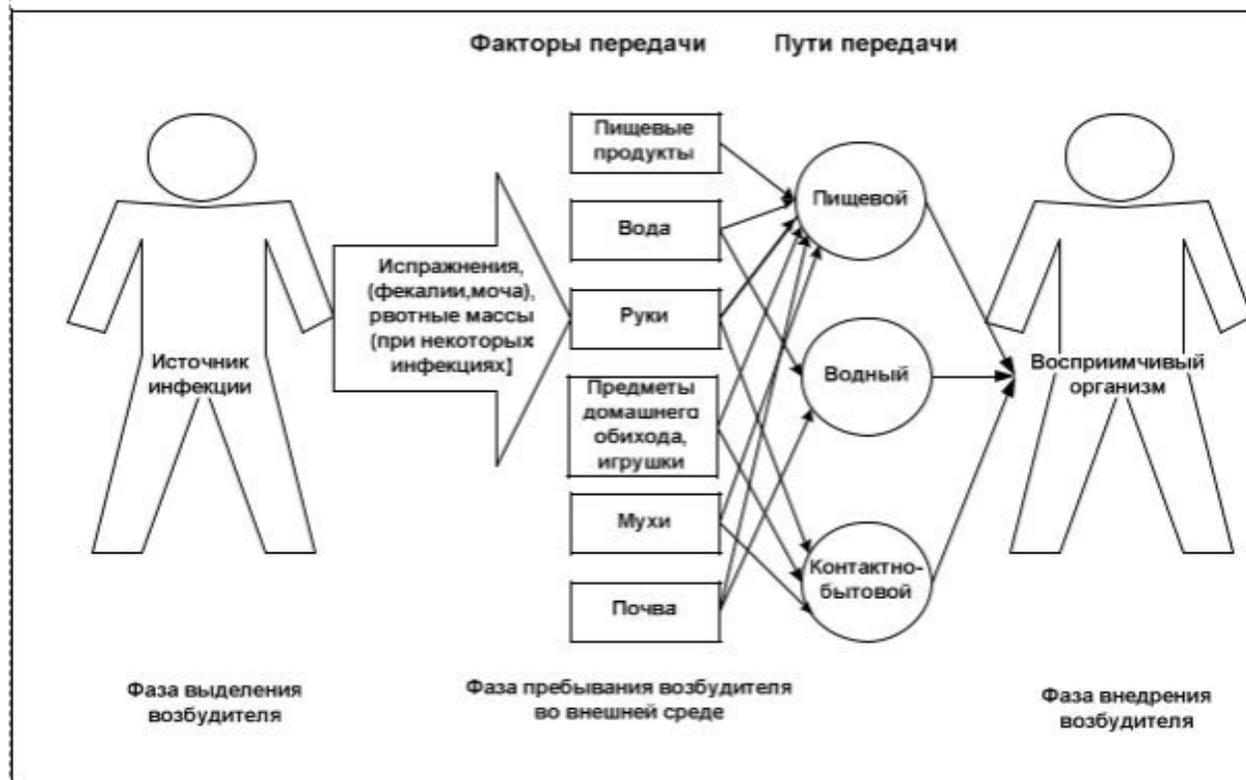 Факторы передачи
Пути передачи
Пищевые
продукты
Вода
Руки
Предметы
домашнего
обихода,
игрушки
Мухи
Почва
Испражнения,
(фекалии,моча),
рвотные массы
(при некоторых
инфекциях]
Источник
инфекции
Пищевой
Водный
Контактно-
бытовой
Восприимчивый
организм
Фаза выделения
возбудителя
Фаза пребывания возбудителя
во внешней среде
Фаза внедрения
возбудителя